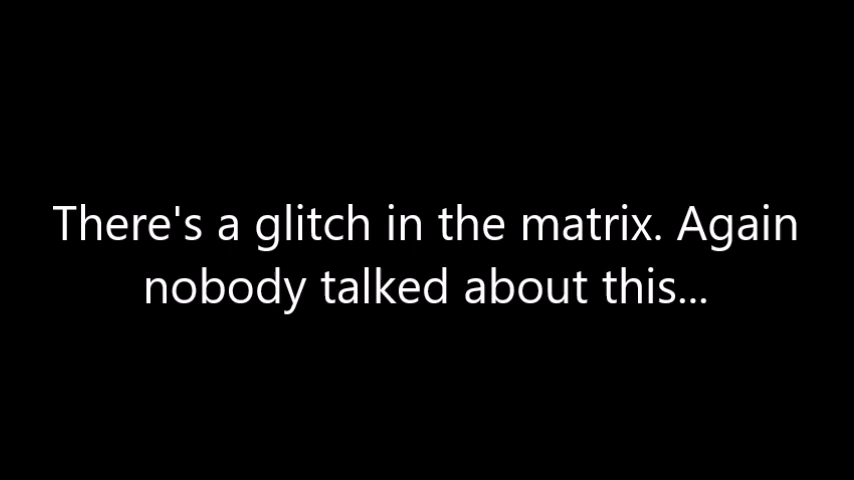 There's a glitch in the matrix. Again
nobody talked about this...